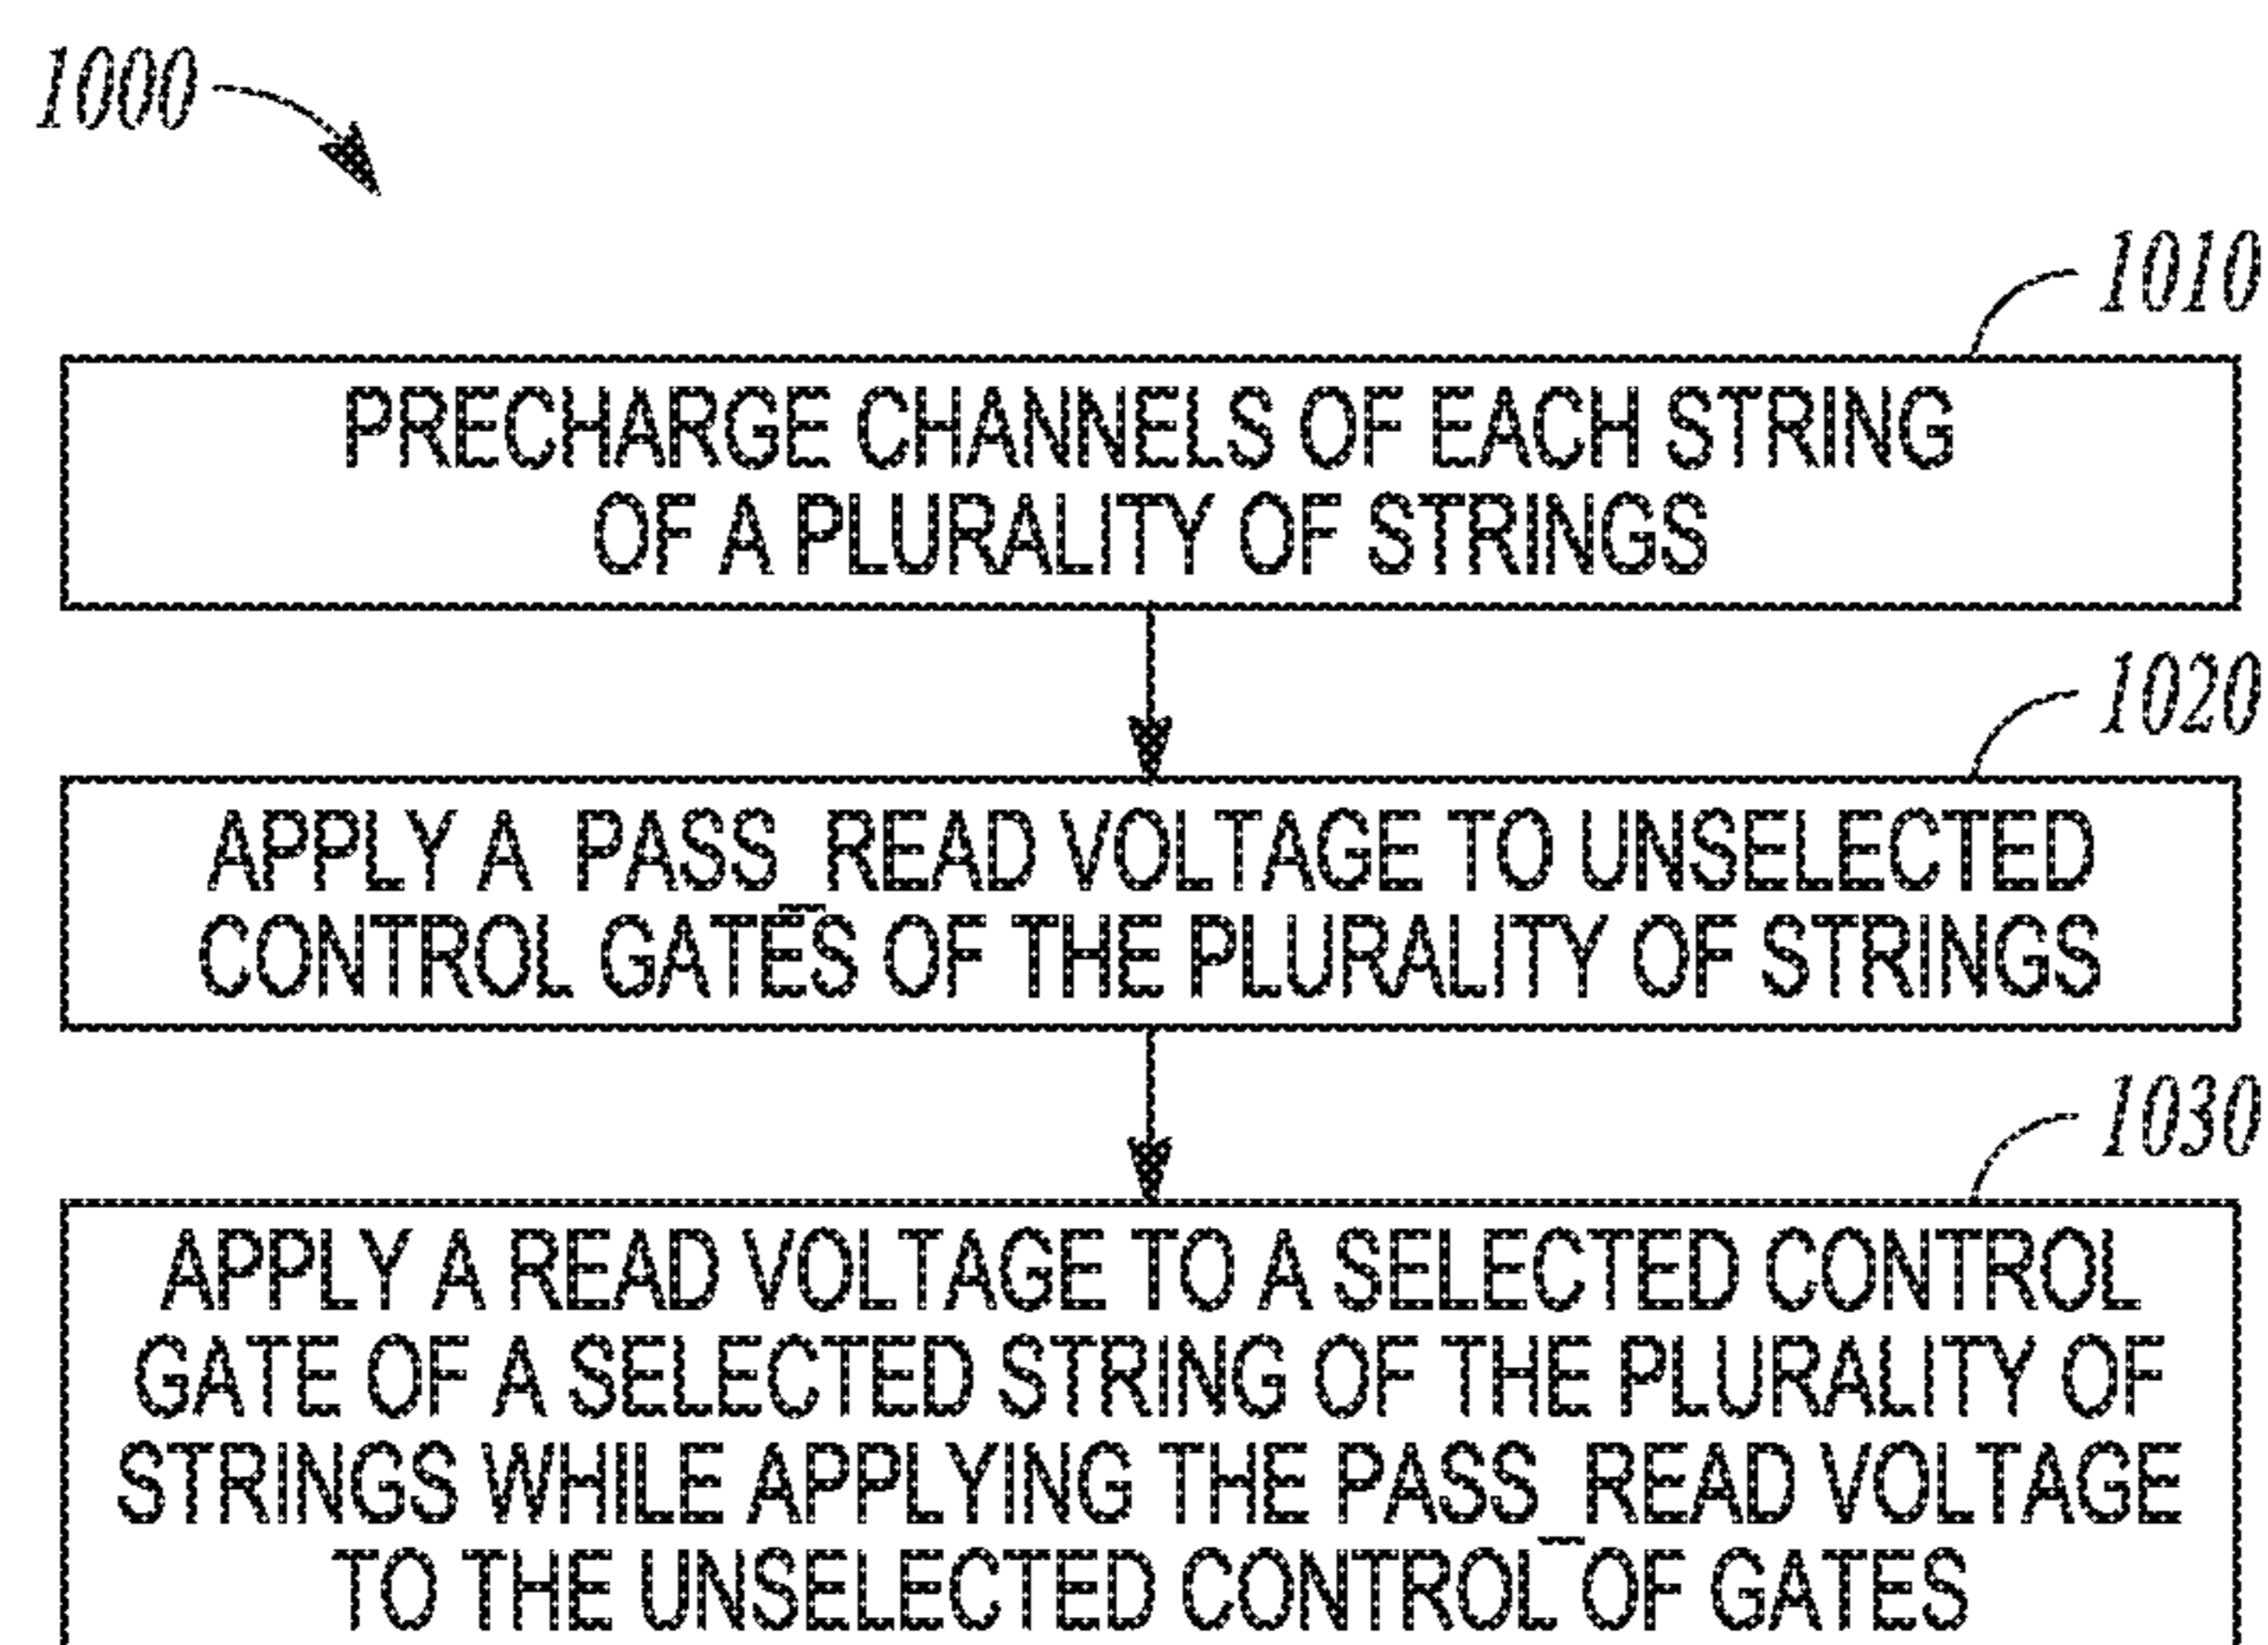 1000
1010
PRECHARGE CHANNELS OF EACH STRING
OF A PLURALITY OF STRINGS
1020
APPLY A PASS_READ VOLTAGE TO UNSELECTED
CONTROL GATES OF THE PLURALITY OF STRINGS
1030
APPLY A READ VOLTAGE TO A SELECTED CONTROL
GATE OF A SELECTED STRING OF THE PLURALITY OF
STRINGS WHILE APPLYING THE PASS_READ VOLTAGE
TO THE UNSELECTED CONTROL OF GATES